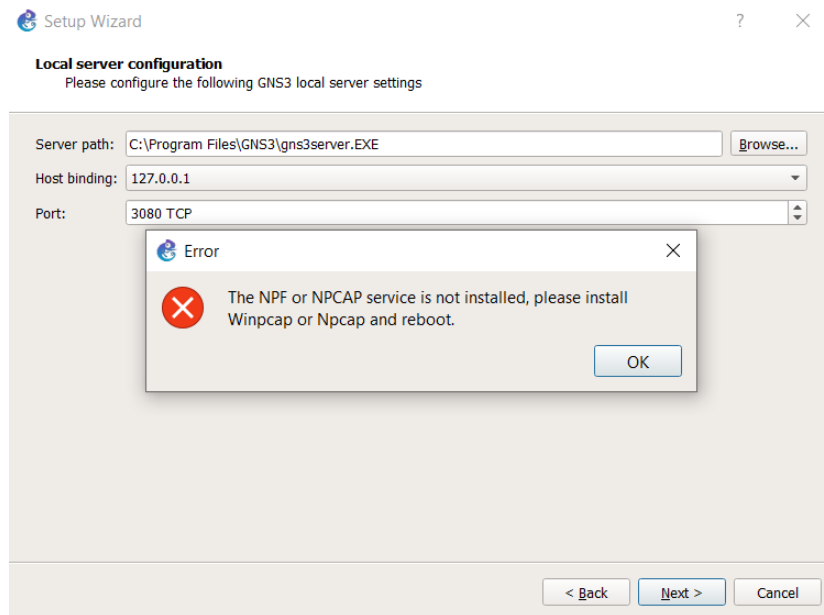 Setup Wizard
?
Local server configuration
Please configure the following GNS3 local server settings
Server path: C:\Program Files\GNS3\gns3server.EXE Browse...
Host binding: 127.0.0.1
Port: 3080 TCP
Error
The NPF or NPCAP service is not installed, please install
Winpcap or Npcap and reboot.
OK
< Back Next > Cancel